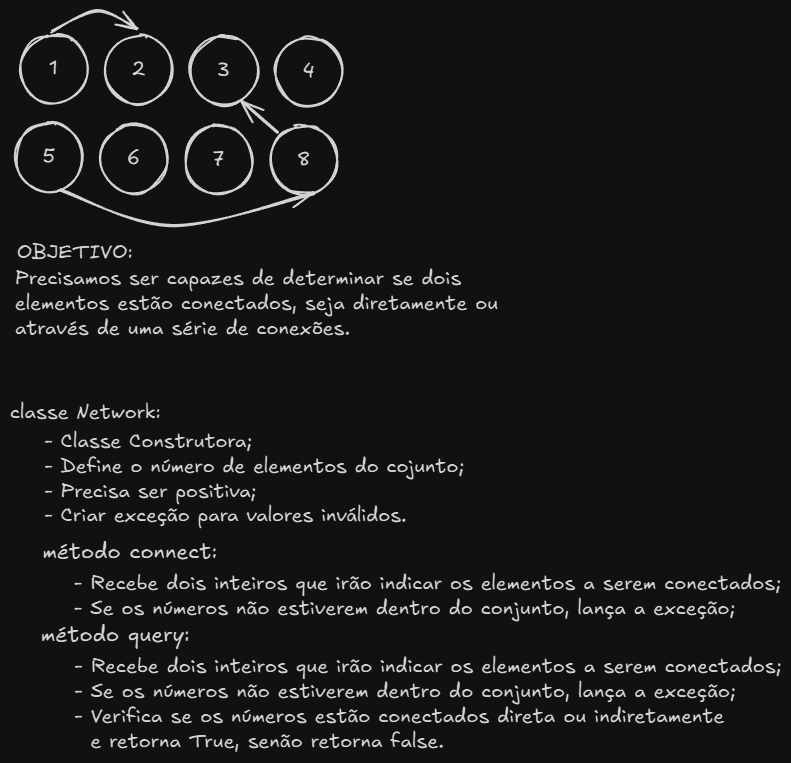 1 2 3 4
5 6 7 8
OBJETIVO:
Precisamos ser capazes de determinar se dois
elementos estão conectados, seja diretamente ou
através de uma série de conexões.
classe Network:
- Classe Construtora;
- Define o número de elementos do cojunto;
- Precisa ser positiva;
- Criar exceção para valores inválidos.
método connect:
- Recebe dois inteiros que irão indicar os elementos a serem conectados;
- Se os números não estiverem dentro do conjunto, lança a exceção;
método query:
- Recebe dois inteiros que irão indicar os elementos a serem conectados;
- Se os números não estiverem dentro do conjunto, lança a exceção;
- Verifica se os números estão conectados direta ou indiretamente
e retorna True, senão retorna false.